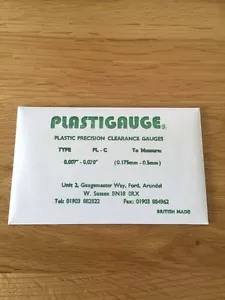 PLASTIGAUGE®
PLASTIC PRECISION CLEARANCE GAUGES
TYPE PL - C To Measure:
0.007" - 0.020" (0.175mm - 0.5mm)
Unit 2, Gaugemaster Way, Ford, Arundel
W. Sussex BN18 0RX
Tel: 01903 882822 Fax: 01903 884962
BRITISH MADE